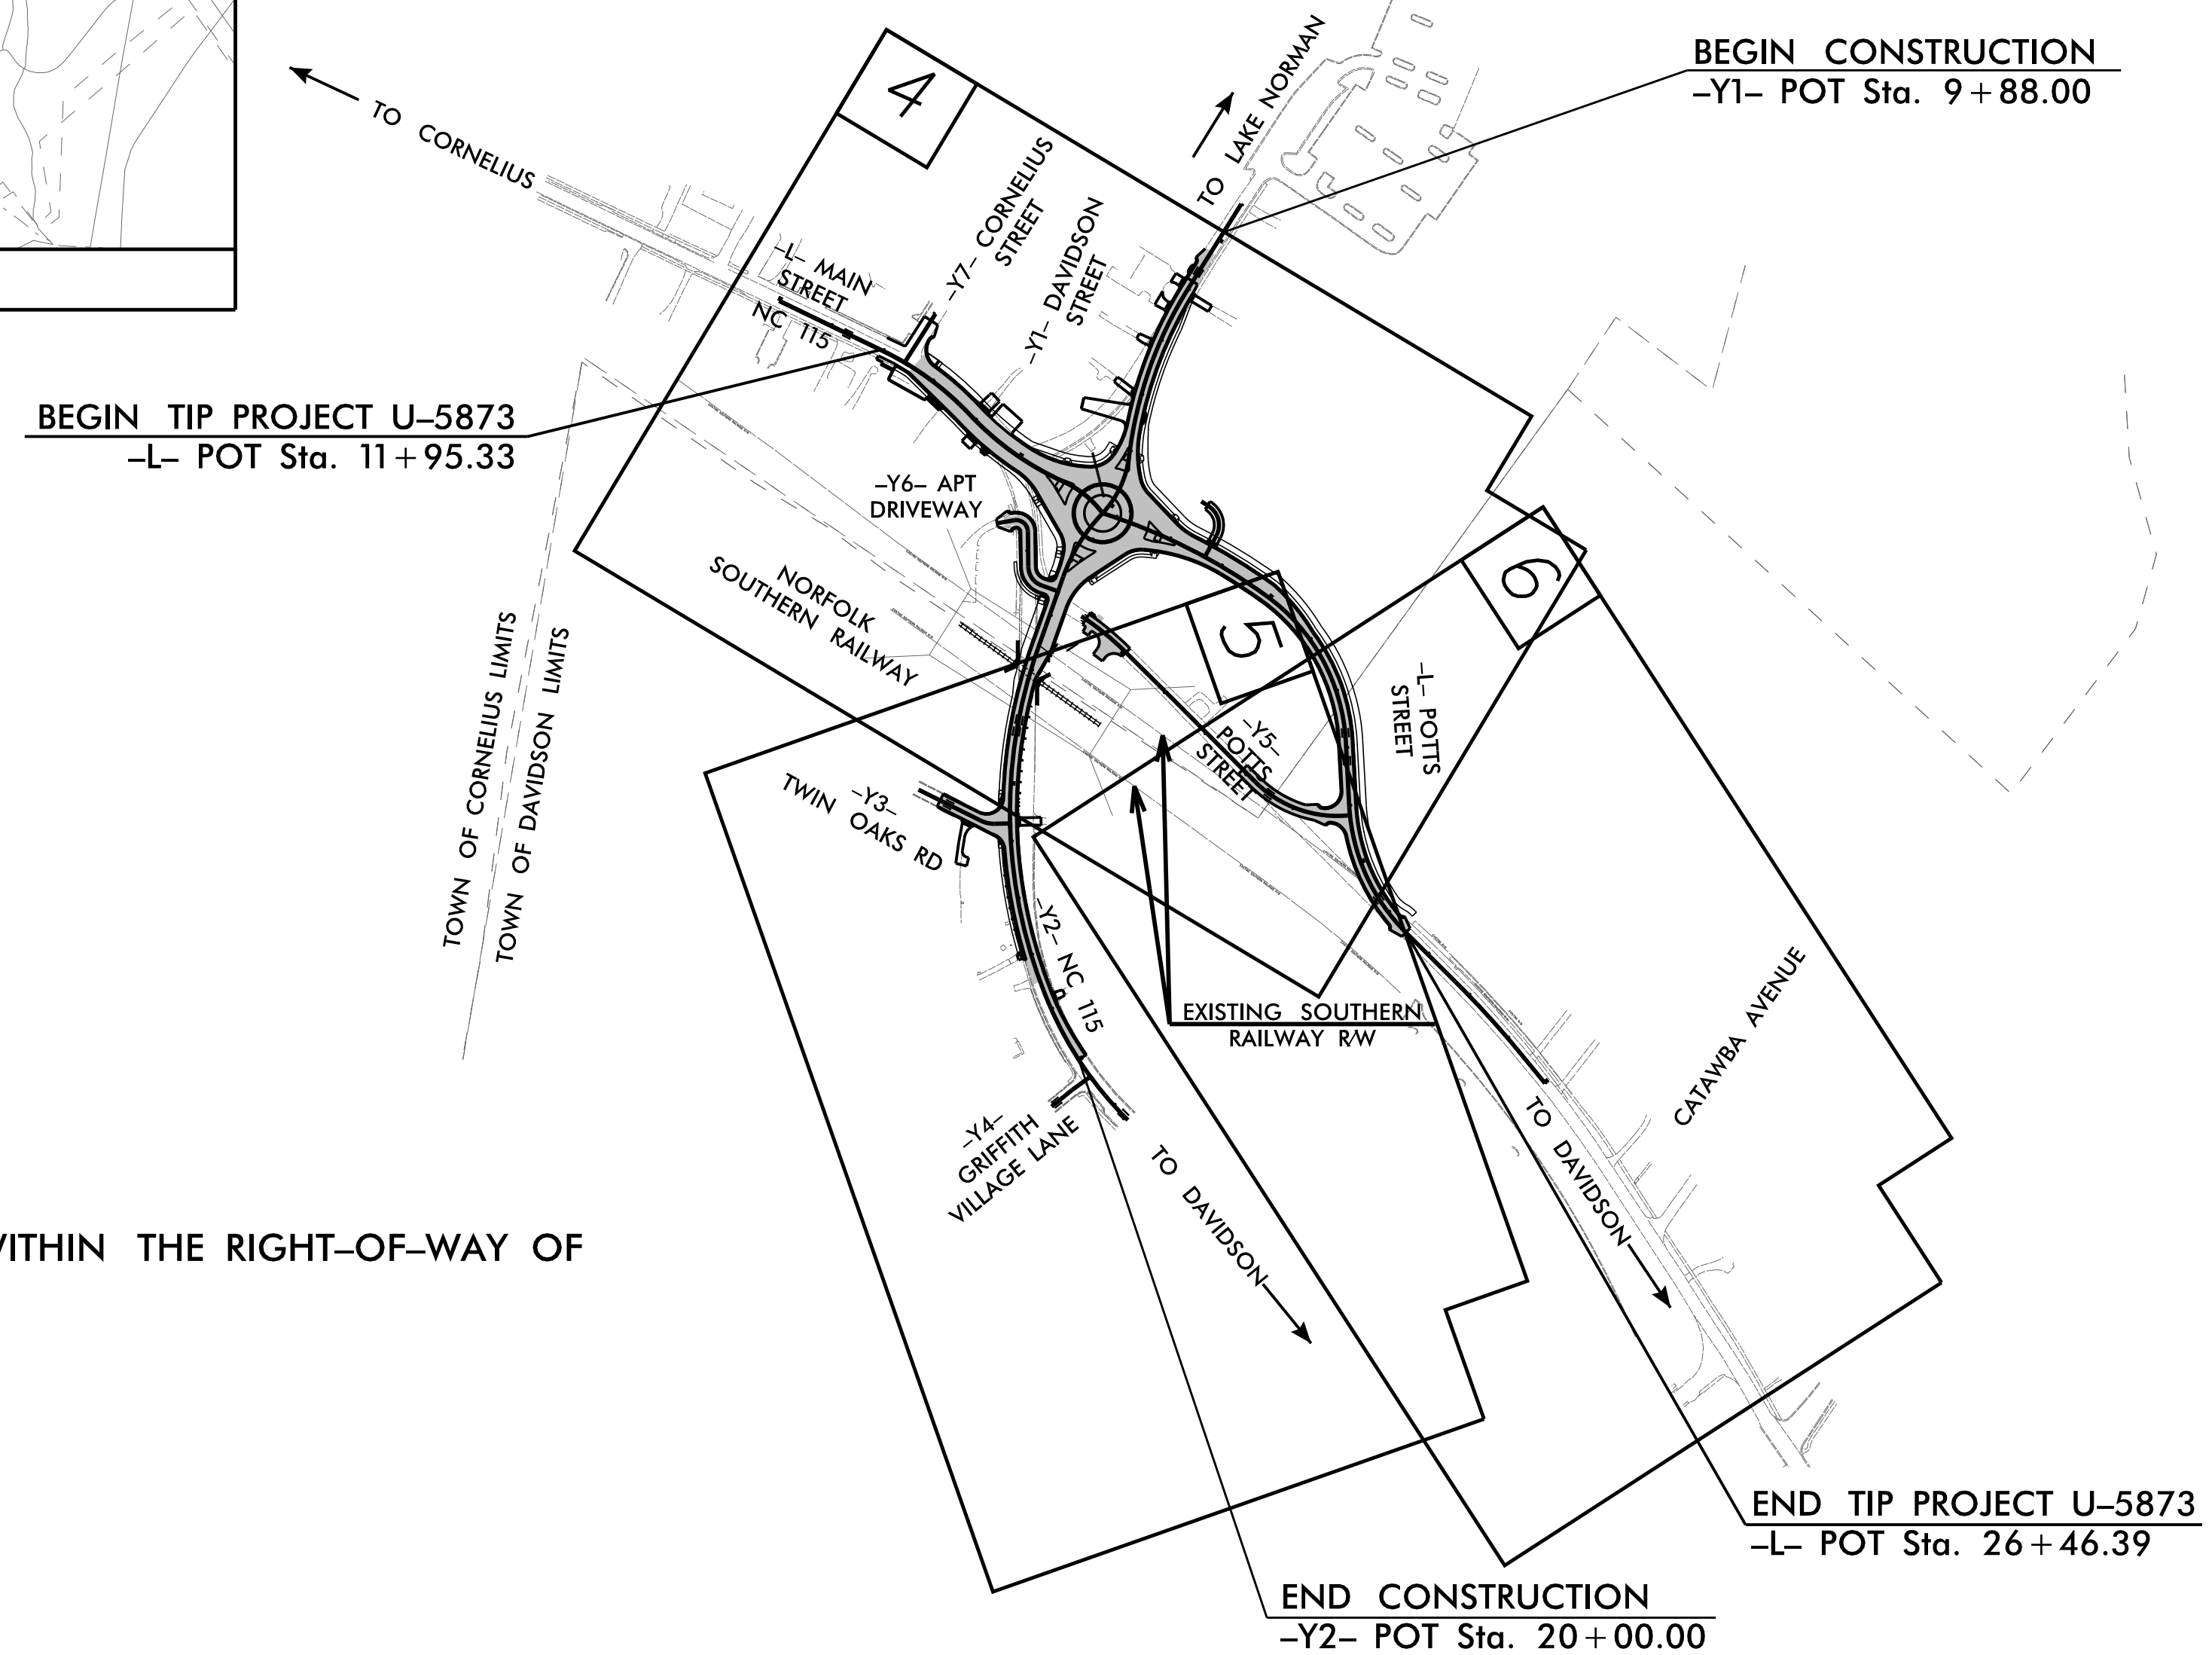 BEGIN CONSTRUCTION
–Y1– POT Sta. 9+88.00
4
TO LAKE NORMAN
TO CORNELIUS
–Y7– CORNELIUS
STREET
–Y1– DAVIDSON
STREET
–L– MAIN
STREET
NC 115
BEGIN TIP PROJECT U–5873
–L– POT Sta. 11+95.33
–Y6– APT
DRIVEWAY
NORFOLK
SOUTHERN RAILWAY
6
5
TOWN OF CORNELIUS LIMITS
TOWN OF DAVIDSON LIMITS
–L– POTTS
STREET
–Y5–
POTTS
STREET
–Y3–
TWIN OAKS RD
–Y2– NC 115
EXISTING SOUTHERN
RAILWAY R/W
CATAWBA AVENUE
–Y4–
GRIFFITH
VILLAGE LANE
TO DAVIDSON
TO DAVIDSON
THE RIGHT–OF–WAY OF
END TIP PROJECT U–5873
–L– POT Sta. 26+46.39
END CONSTRUCTION
–Y2– POT Sta. 20+00.00